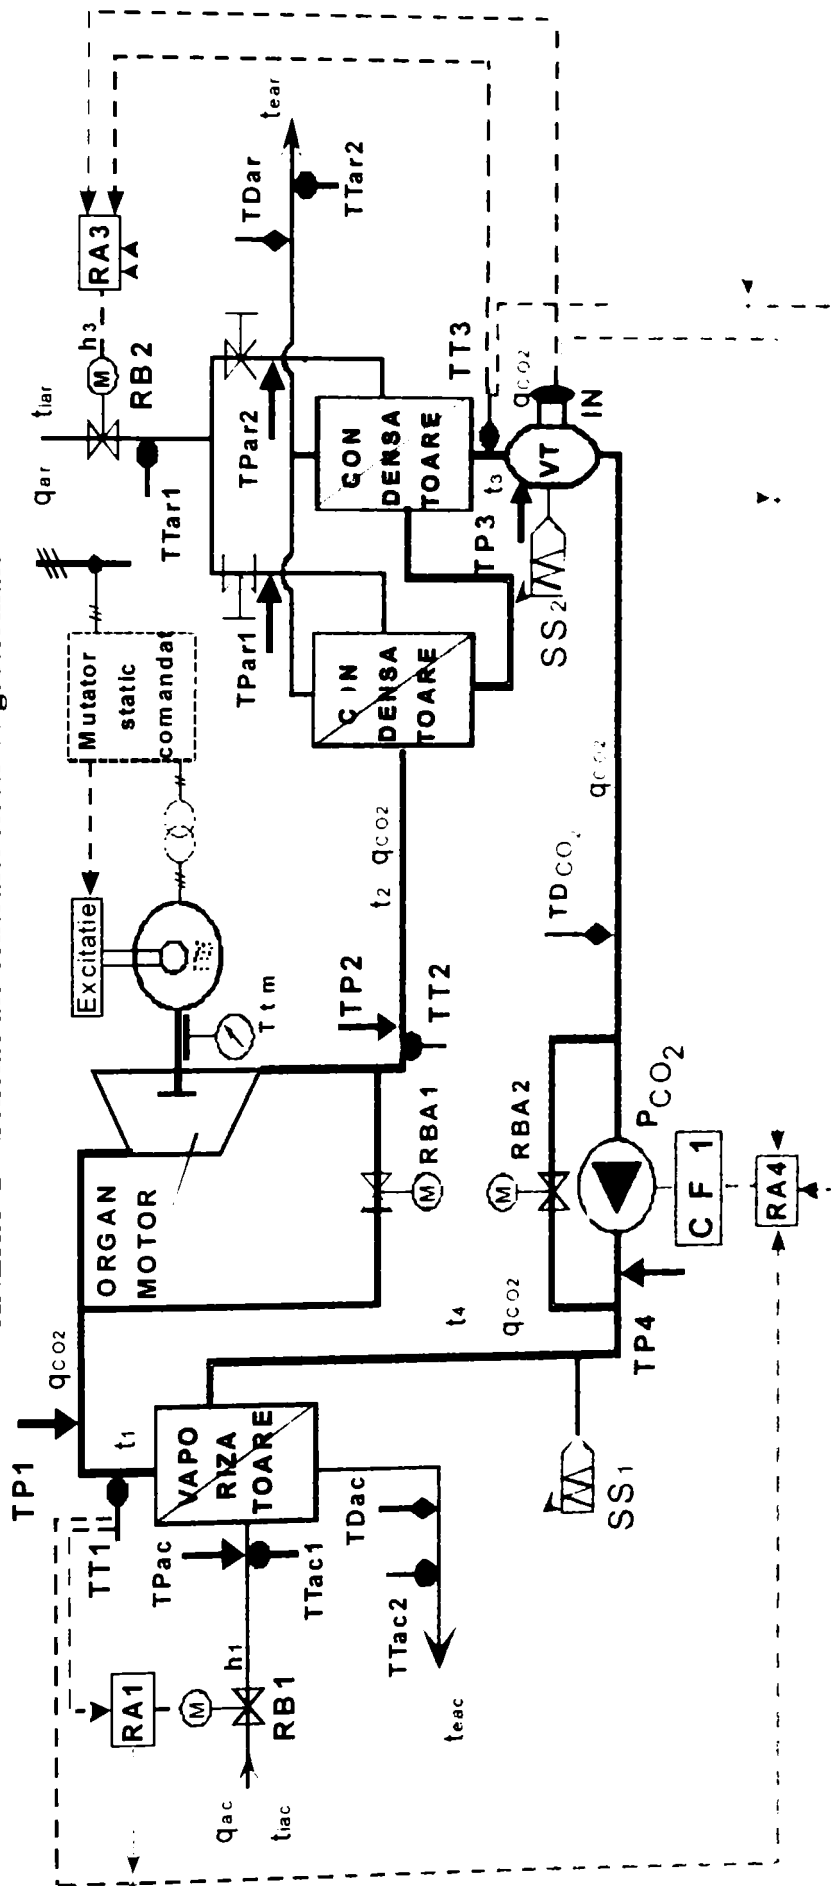 TP1
qCO2
t1
TT1
RA1
M
h1
RB1
qac
tiac
TPac
TTac1
VAPO
RIZA
TOARE
TDac
TTac2
teac
SS1
ORGAN
MOTOR
M
RBA1
t4
qCO2
TP4
M
RBA2
PCO2
CF1
RA4
Ttm
Excitatie
Mutator
static
comandat
TP2
TT2
t2
qCO2
TDCO2
qCO2
DENSA
TOARE
TPar1
qar
tiar
TTar1
M
h3
RB2
RA3
TPar2
CON
DENSA
TOARE
TDar
TTar2
tear
TT3
t3
TP3
VT
SS2
qCO2
IN